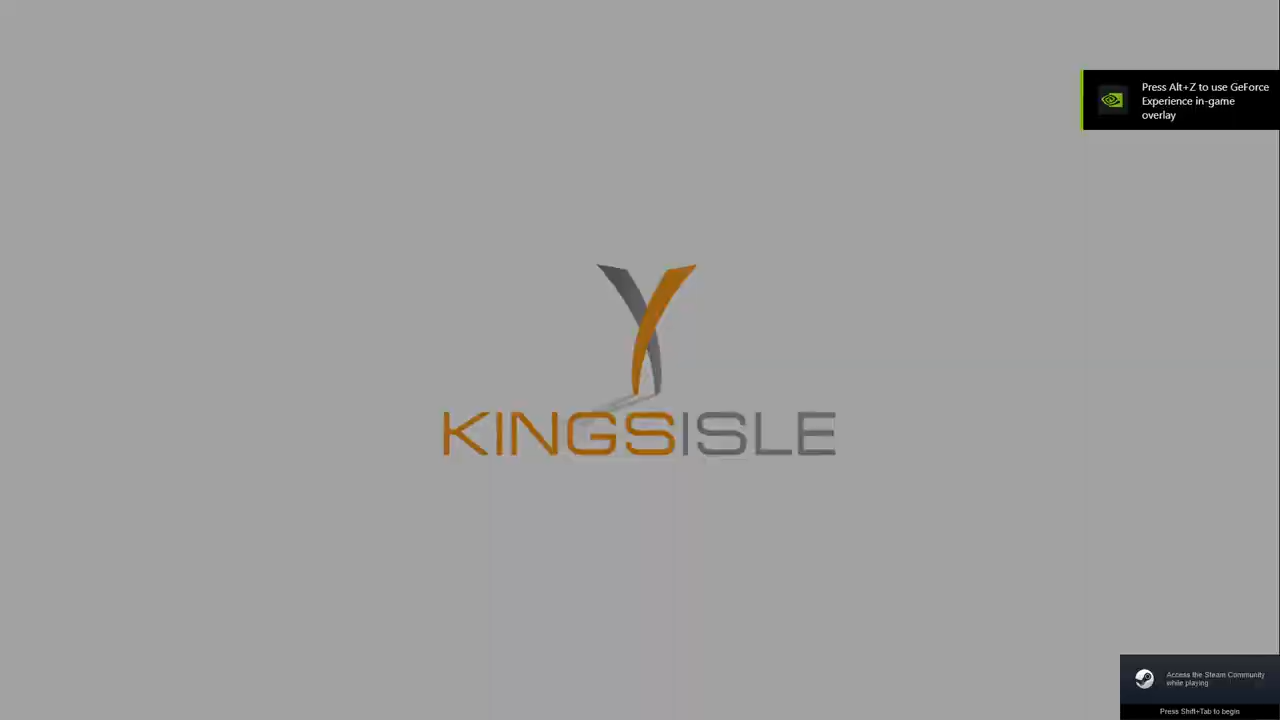 Press Alt+Z to use GeForce
Experience in-game
overlay
KINGSISLE
Access the Steam Community
while playing
Press Shift+Tab to begin